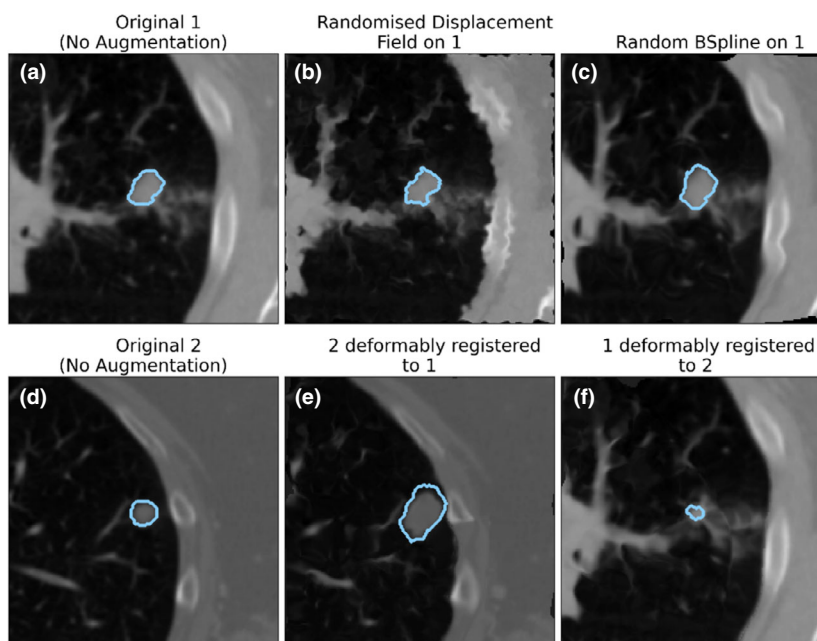 Original 1
(No Augmentation)
Randomised Displacement
Field on 1
Random BSpline on 1
(a)
(b)
(c)
Original 2
(No Augmentation)
2 deformably registered
to 1
1 deformably registered
to 2
(d)
(e)
(f)